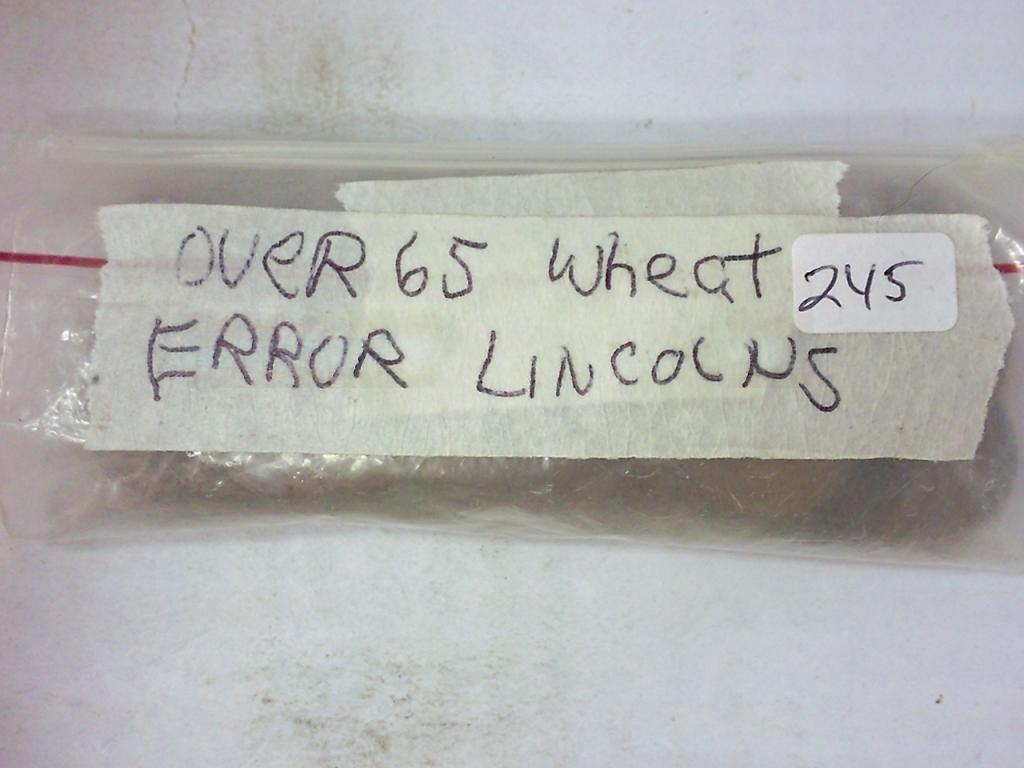 OVER 65 Wheat
245
ERROR LINCOLNS